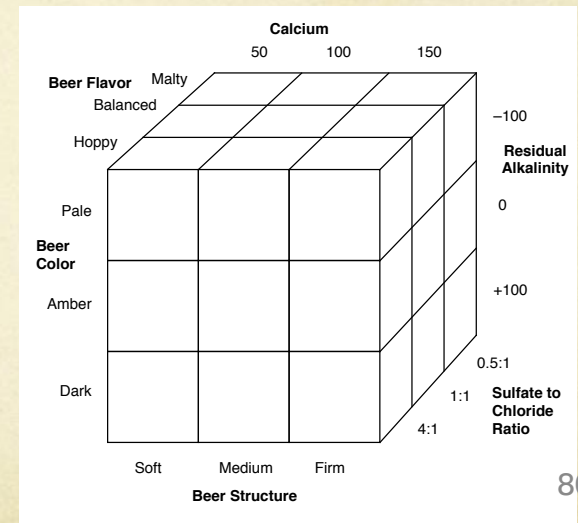 Calcium
50 100 150
Beer Flavor Malty
Balanced
Hoppy
–100
Residual
Alkalinity
Pale
0
Beer
Color
+100
Amber
0.5:1
Dark
1:1
Sulfate to
Chloride
Ratio
4:1
Soft Medium Firm
Beer Structure